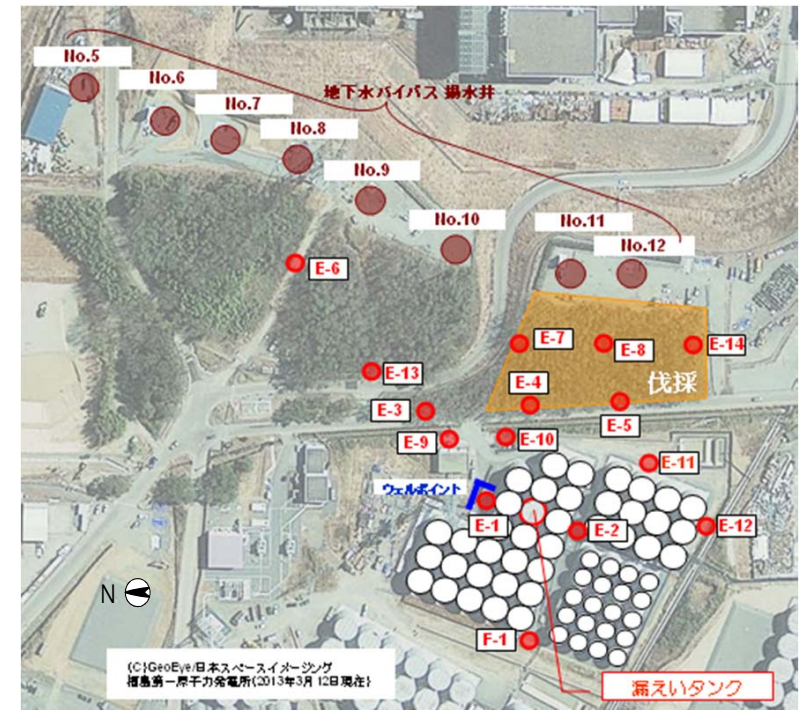 No.5
No.6
No.7
No.8
No.9
No.10
No.11
No.12
地下水バイパス 揚水井
E-6
E-7
E-8
E-14
E-13
E-4
伐採
E-3
E-5
E-9
E-10
E-11
ウェルポイント
E-1
E-2
E-12
N
F-1
(C)GeoEye/日本スペースイメージング
福島第一原子力発電所(2013年3月12日現在)
漏えいタンク